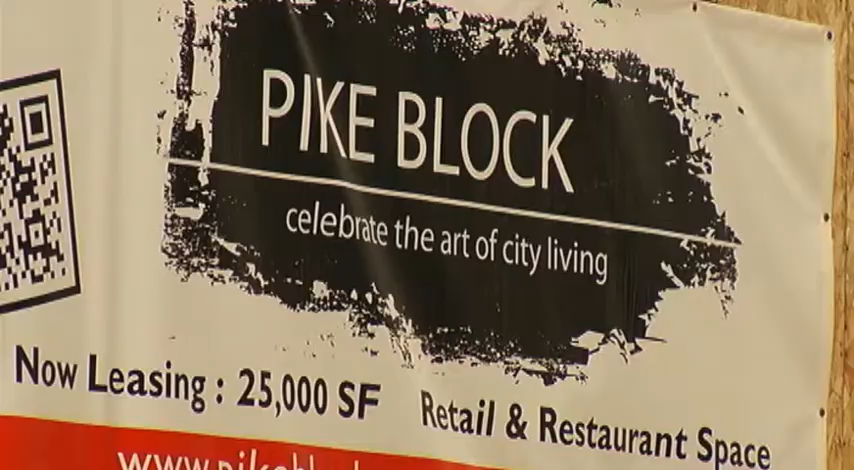 PIKE BLOCK
celebrate the art of city living
Now Leasing : 25,000 SF Retail & Restaurant Space